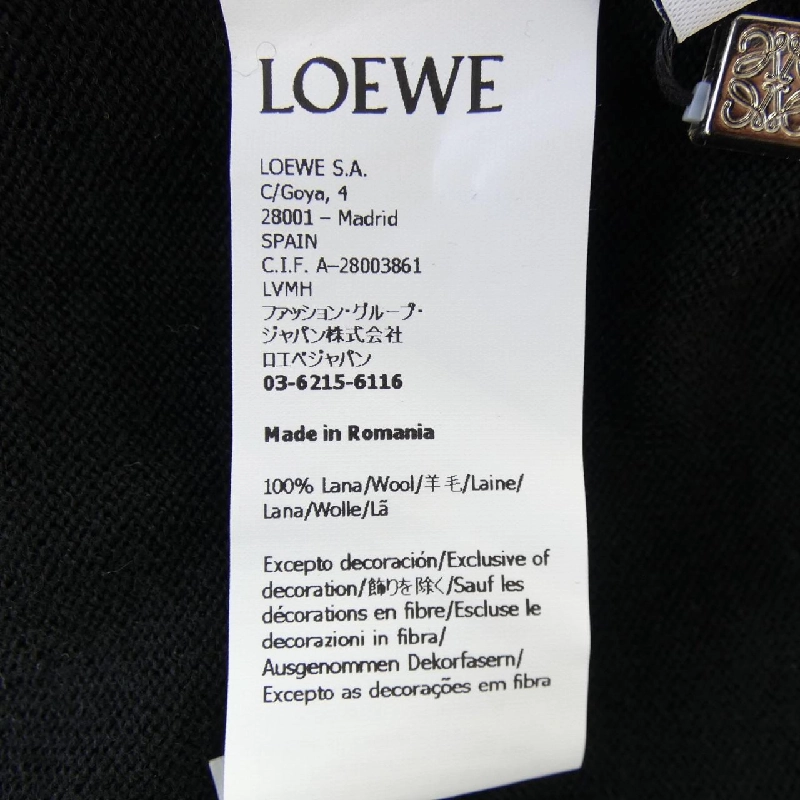 LOEWE
LOEWE S.A.
C/Goya, 4
28001 – Madrid
SPAIN
C.I.F. A–28003861
LVMH
ファッション・グループ・
ジャパン株式会社
ロエベジャパン
03-6215-6116
Made in Romania
100% Lana/Wool/羊毛/Laine/
Lana/Wolle/Lã
Excepto decoración/Exclusive of
decoration/飾りを除く/Sauf les
décorations en fibre/Escluse le
decorazioni in fibra/
Ausgenommen Dekorfasern/
Excepto as decorações em fibra